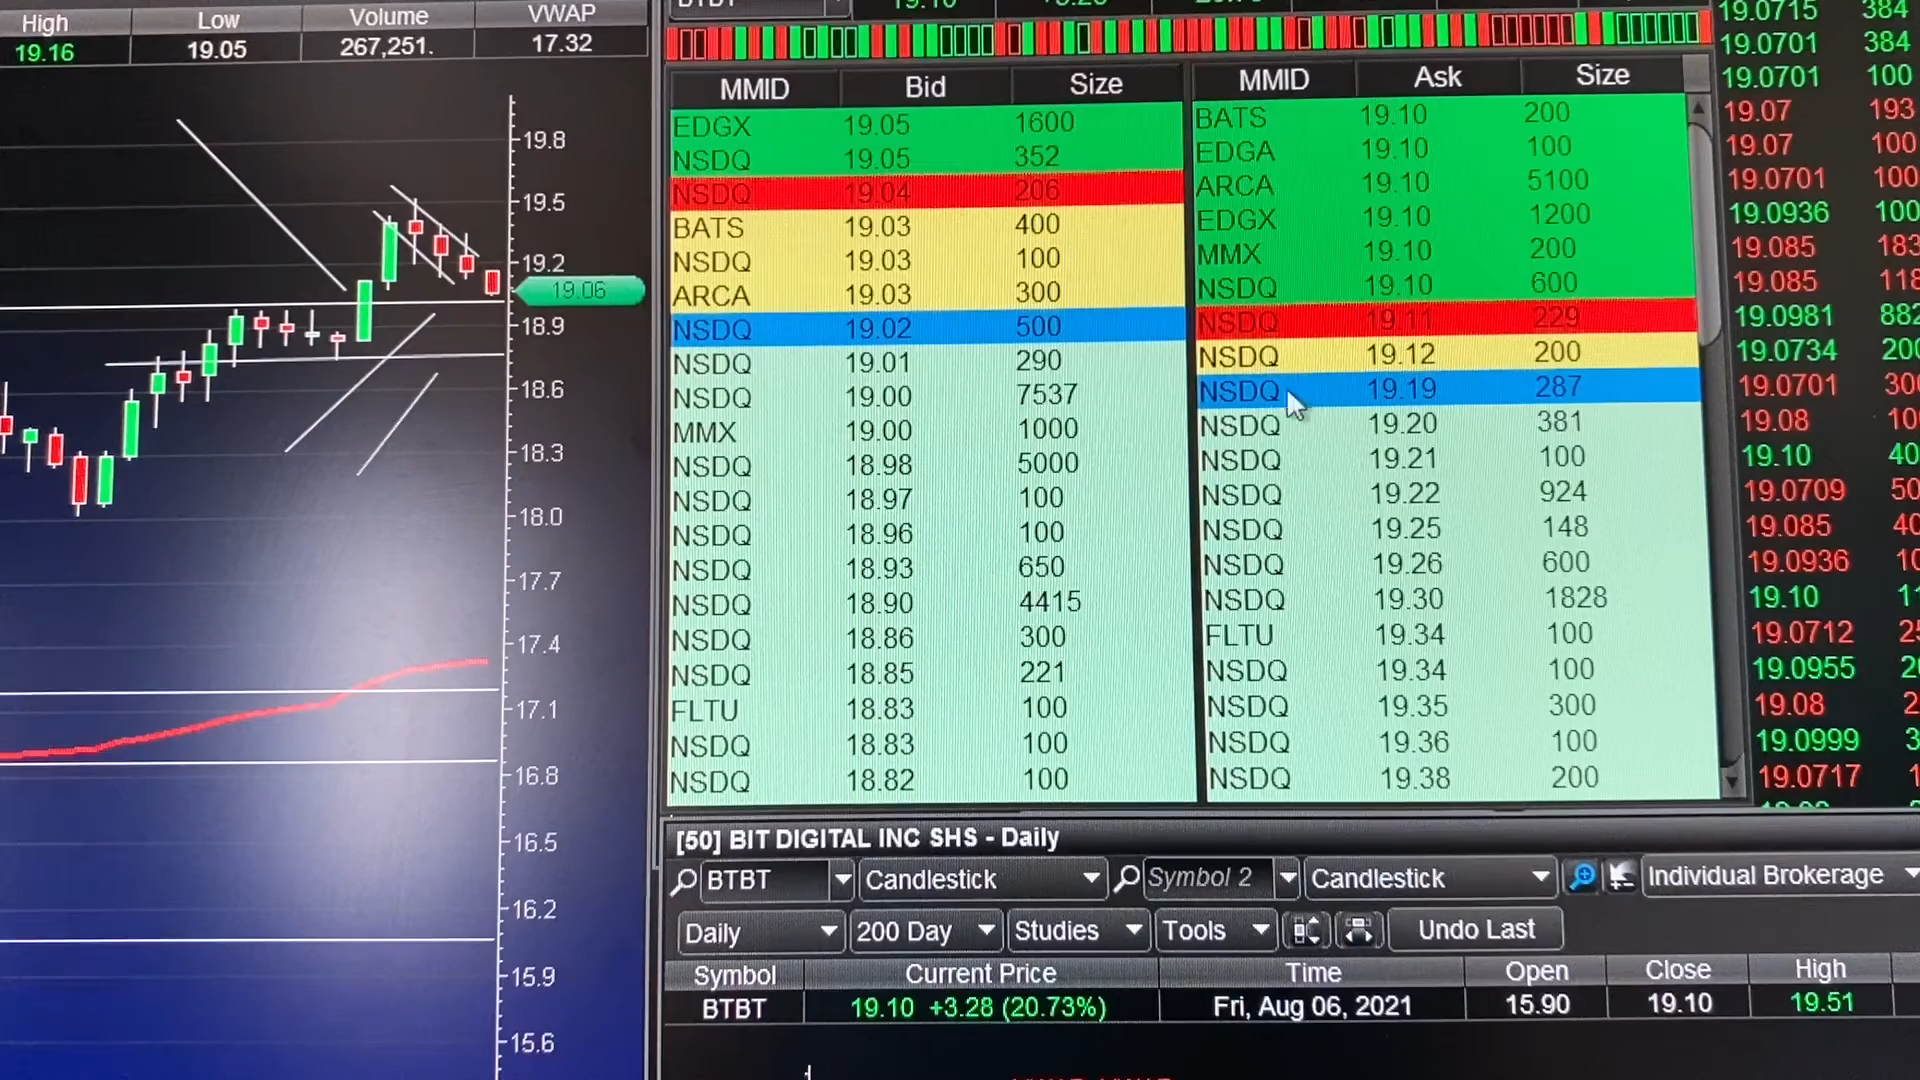 High Low Volume VWAP
19.16 19.05 267,251. 17.32
19.8
19.5
19.2
19.06
18.9
18.6
18.3
18.0
17.7
17.4
17.1
16.8
16.5
16.2
15.9
15.6
MMID Bid Size
EDGX 19.05 1600
NSDQ 19.05 352
NSDQ 19.04 206
BATS 19.03 400
NSDQ 19.03 100
ARCA 19.03 300
NSDQ 19.02 500
NSDQ 19.01 290
NSDQ 19.00 7537
MMX 19.00 1000
NSDQ 18.98 5000
NSDQ 18.97 100
NSDQ 18.96 100
NSDQ 18.93 650
NSDQ 18.90 4415
NSDQ 18.86 300
NSDQ 18.85 221
FLTU 18.83 100
NSDQ 18.83 100
NSDQ 18.82 100
MMID Ask Size
BATS 19.10 200
EDGA 19.10 100
ARCA 19.10 5100
EDGX 19.10 1200
MMX 19.10 200
NSDQ 19.10 600
NSDQ 19.11 229
NSDQ 19.12 200
NSDQ 19.19 287
NSDQ 19.20 381
NSDQ 19.21 100
NSDQ 19.22 924
NSDQ 19.25 148
NSDQ 19.26 600
NSDQ 19.30 1828
FLTU 19.34 100
NSDQ 19.34 100
NSDQ 19.35 300
NSDQ 19.36 100
NSDQ 19.38 200
19.0715 384
19.0701 384
19.0701 100
19.07 193
19.07 100
19.0701 100
19.0936 100
19.085 183
19.085 118
19.0981 882
19.0734 200
19.0701 300
19.08 10
19.10 40
19.0709 50
19.085 40
19.0936 10
19.10 11
19.0712 25
19.0955 20
19.08 2
19.0999 3
19.0717 1
[50] BIT DIGITAL INC SHS - Daily
BTBT Candlestick Symbol 2 Candlestick Individual Brokerage
Daily 200 Day Studies Tools Undo Last
Symbol Current Price Time Open Close High
BTBT 19.10 +3.28 (20.73%) Fri, Aug 06, 2021 15.90 19.10 19.51